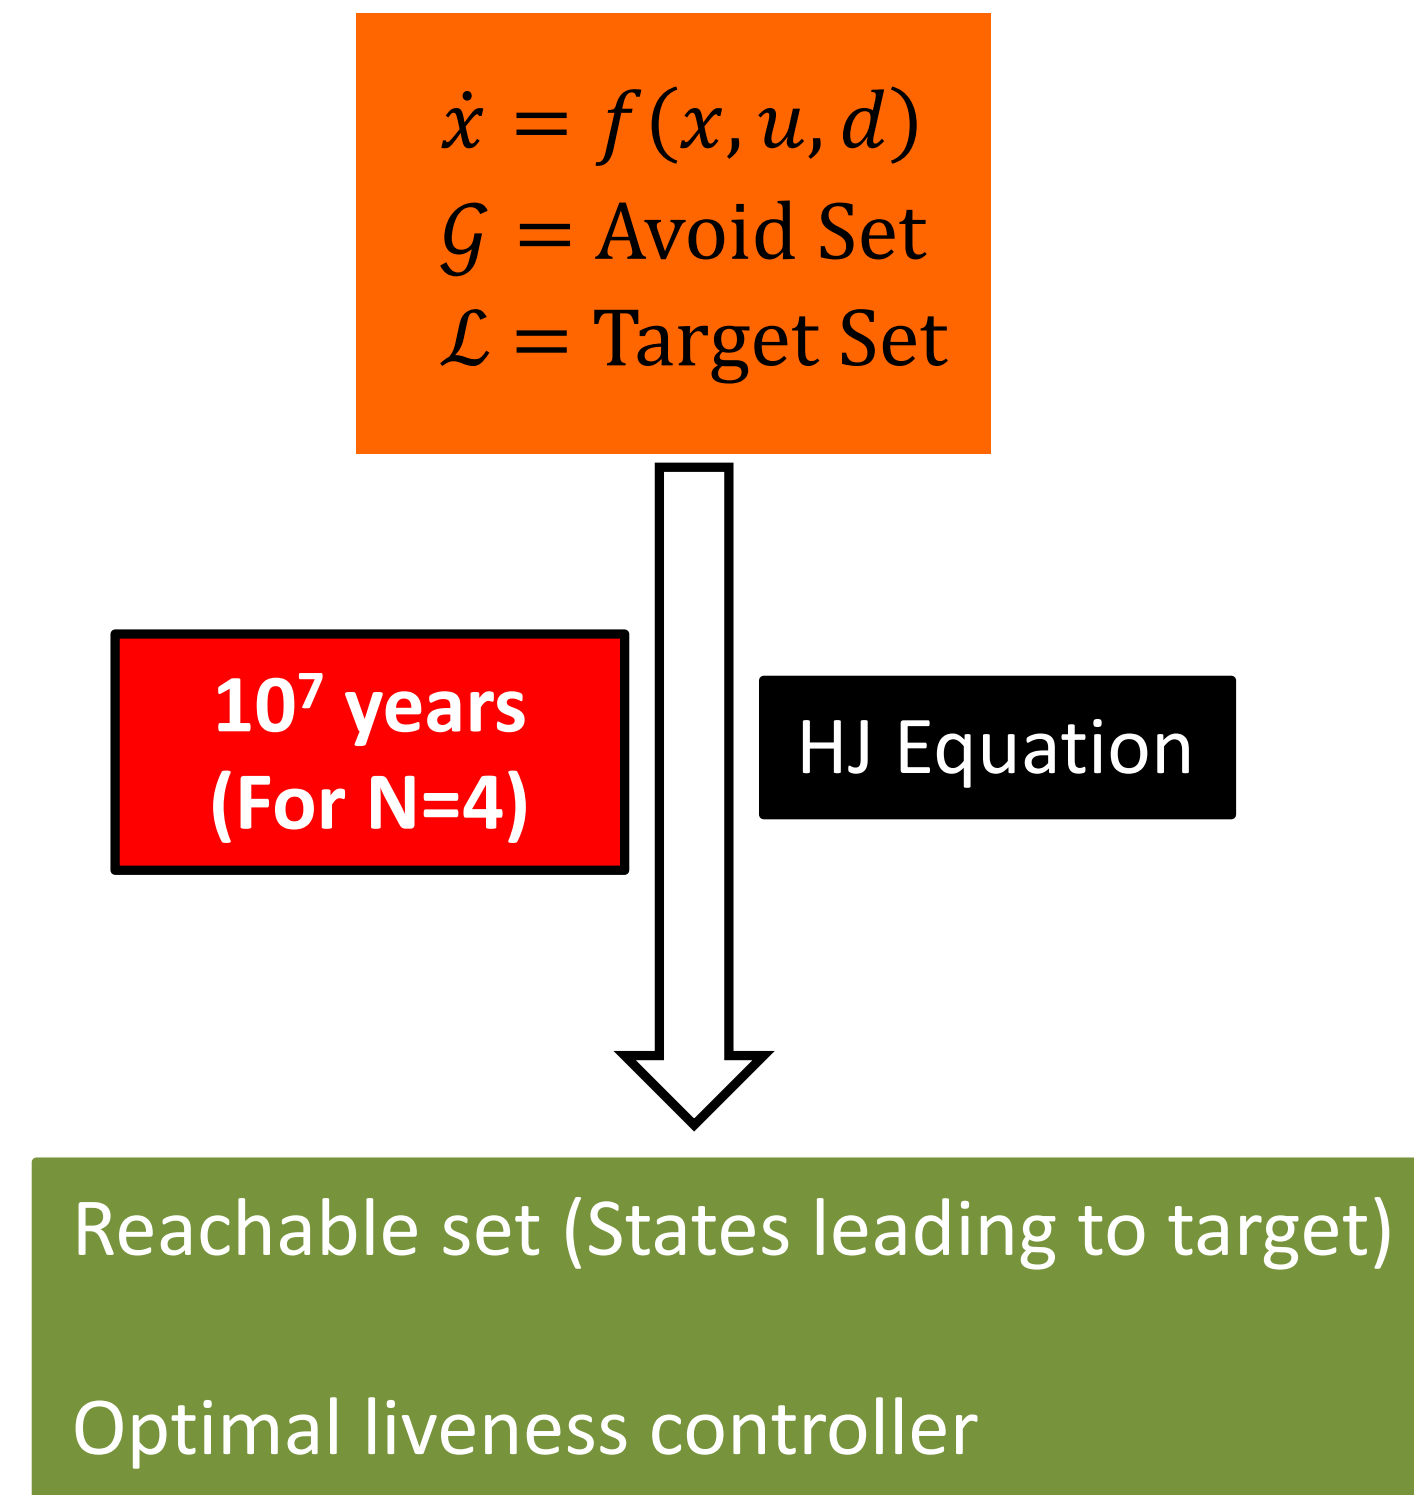 ẋ = f(x, u, d)
𝒢 = Avoid Set
ℒ = Target Set
10⁷ years
(For N=4)
HJ Equation
Reachable set (States leading to target)
Optimal liveness controller